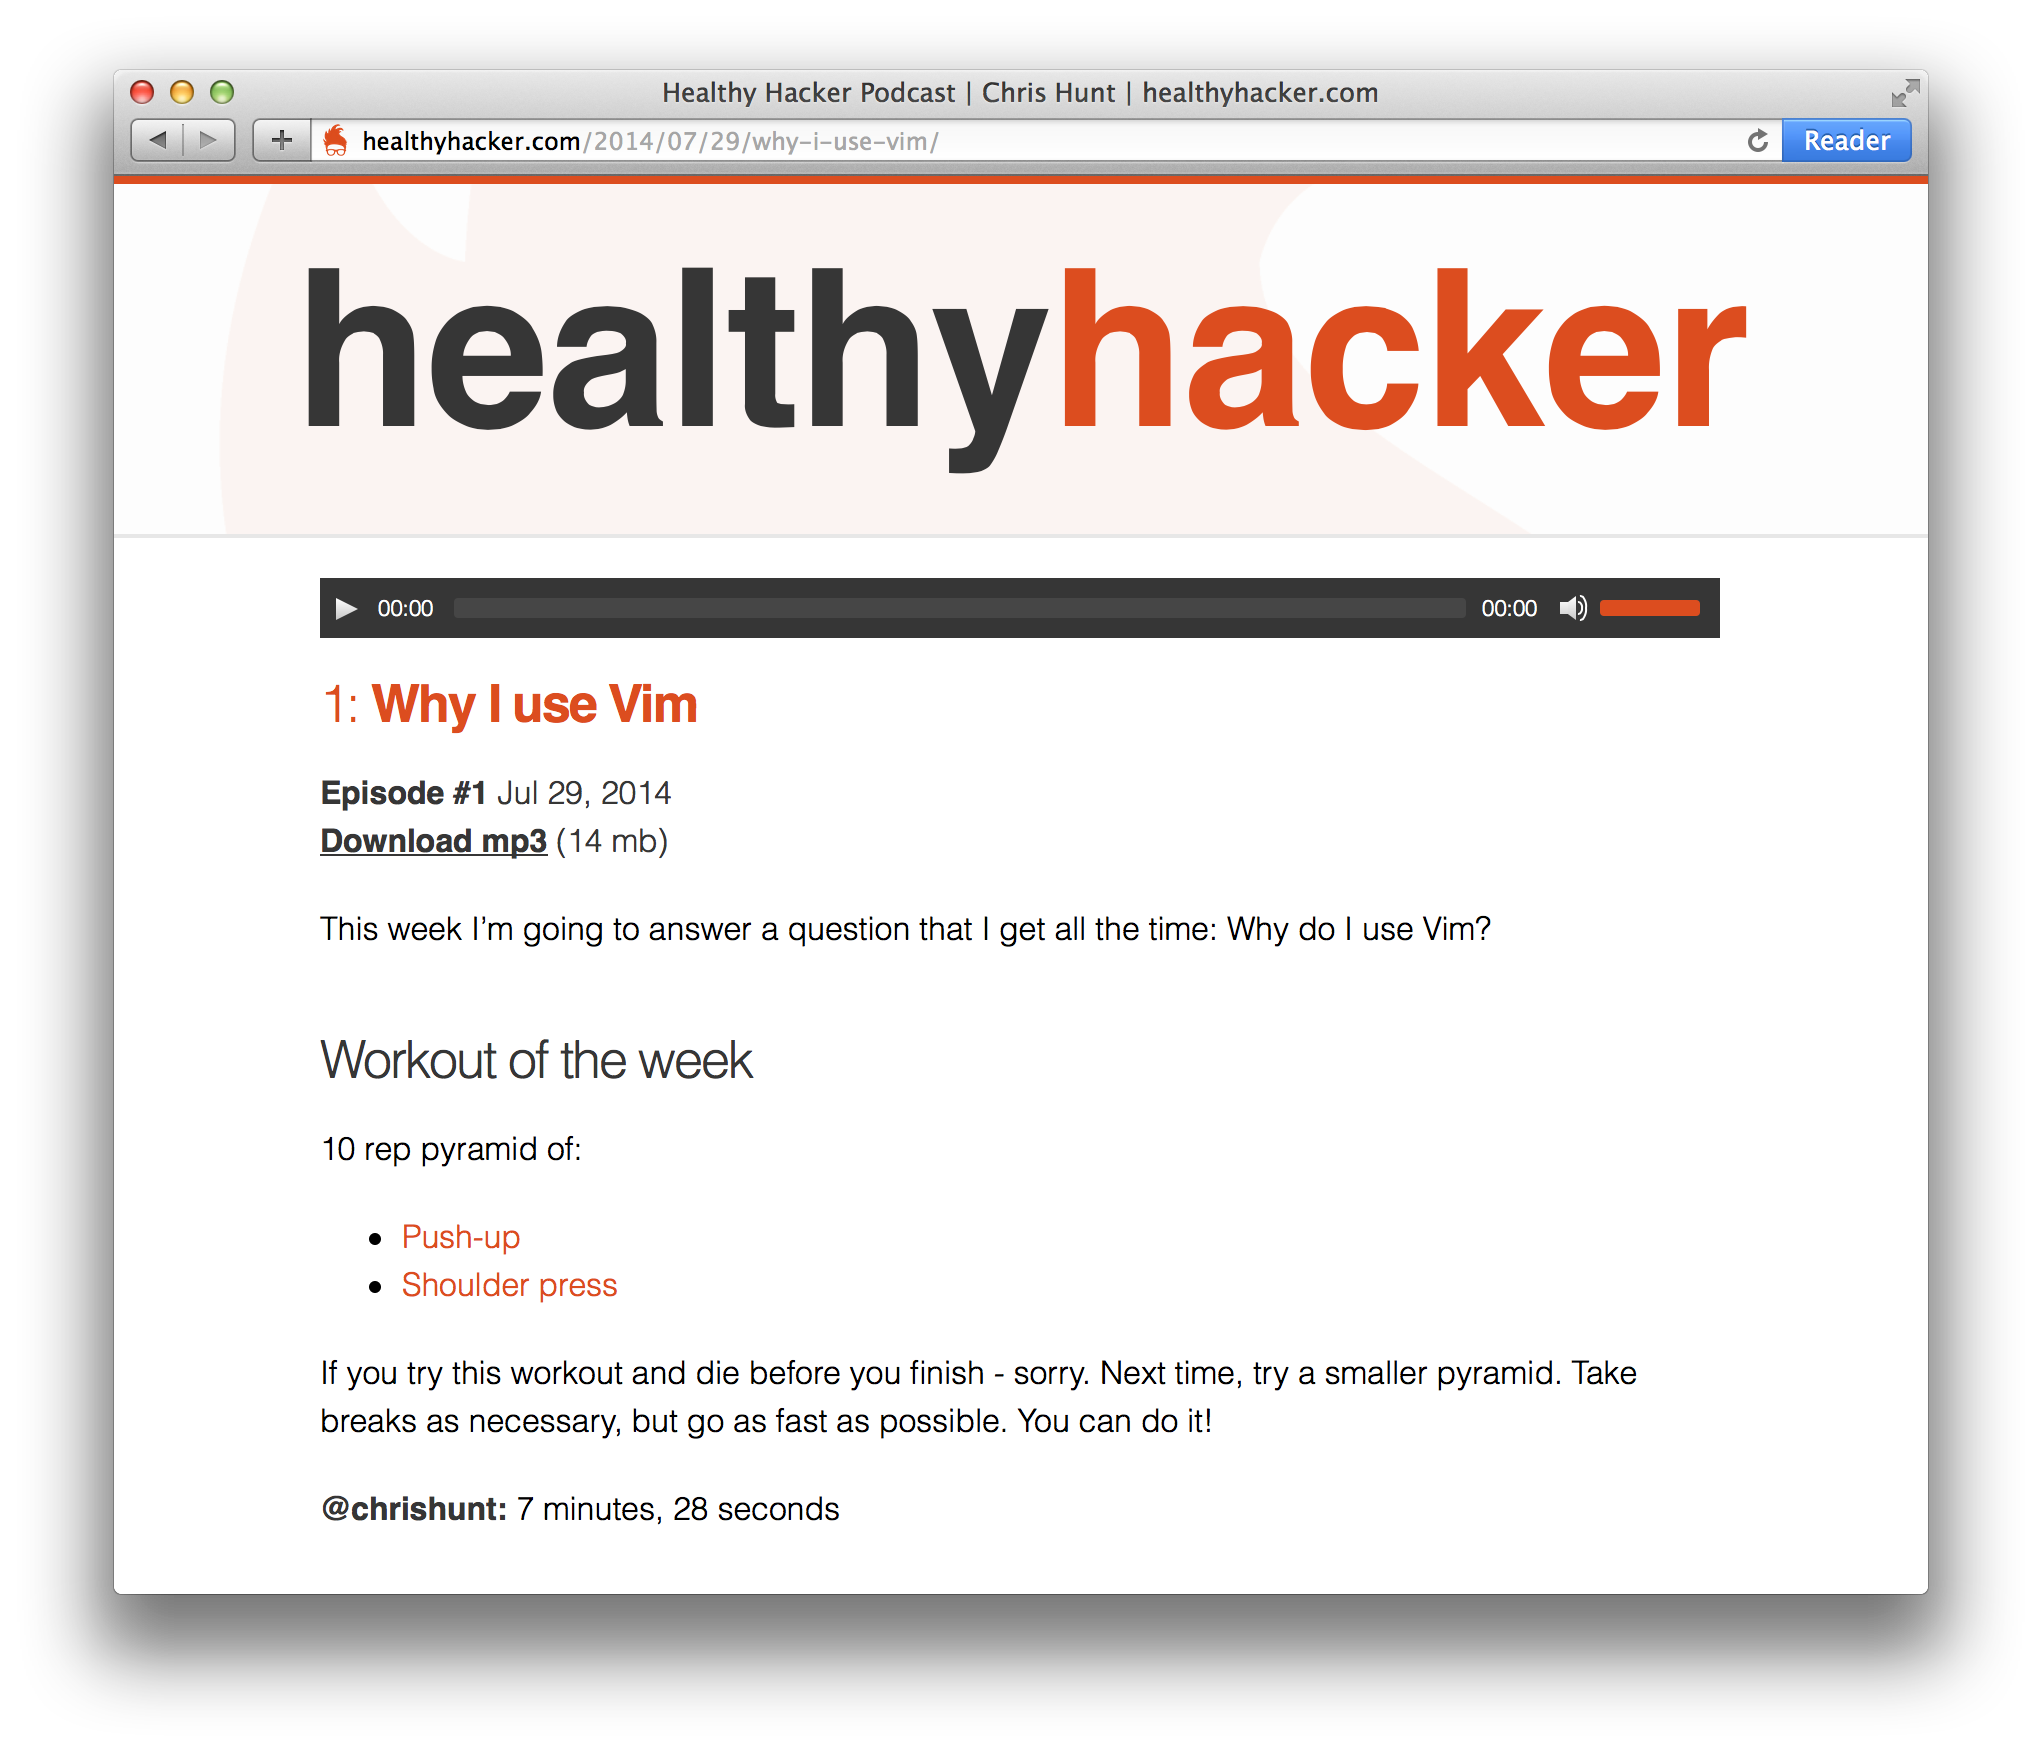 Healthy Hacker Podcast | Chris Hunt | healthyhacker.com
healthyhacker.com/2014/07/29/why-i-use-vim/
Reader
healthyhacker
00:00
00:00
1: Why I use Vim
Episode #1 Jul 29, 2014
Download mp3 (14 mb)
This week I’m going to answer a question that I get all the time: Why do I use Vim?
Workout of the week
10 rep pyramid of:
• Push-up
• Shoulder press
If you try this workout and die before you finish - sorry. Next time, try a smaller pyramid. Take
breaks as necessary, but go as fast as possible. You can do it!
@chrishunt: 7 minutes, 28 seconds